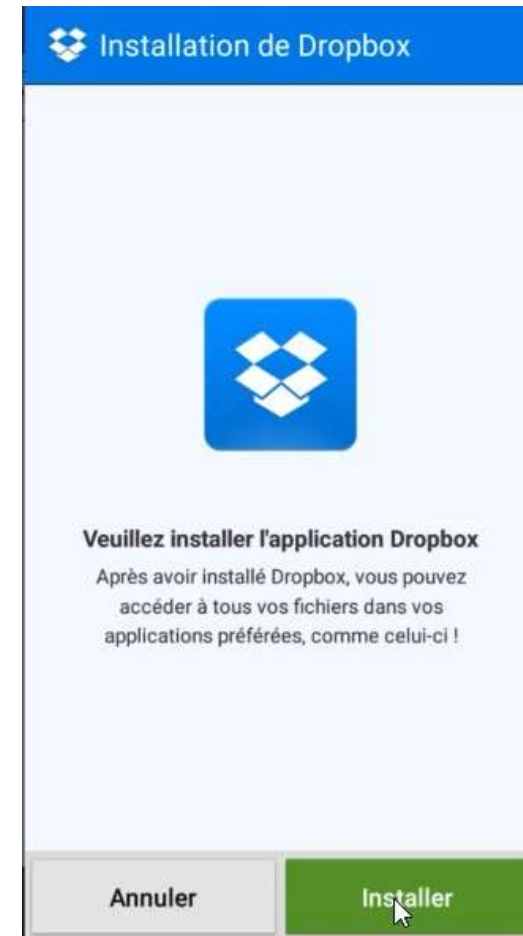 Installation de Dropbox
Veuillez installer l'application Dropbox
Après avoir installé Dropbox, vous pouvez
accéder à tous vos fichiers dans vos
applications préférées, comme celui-ci !
Annuler
Installer